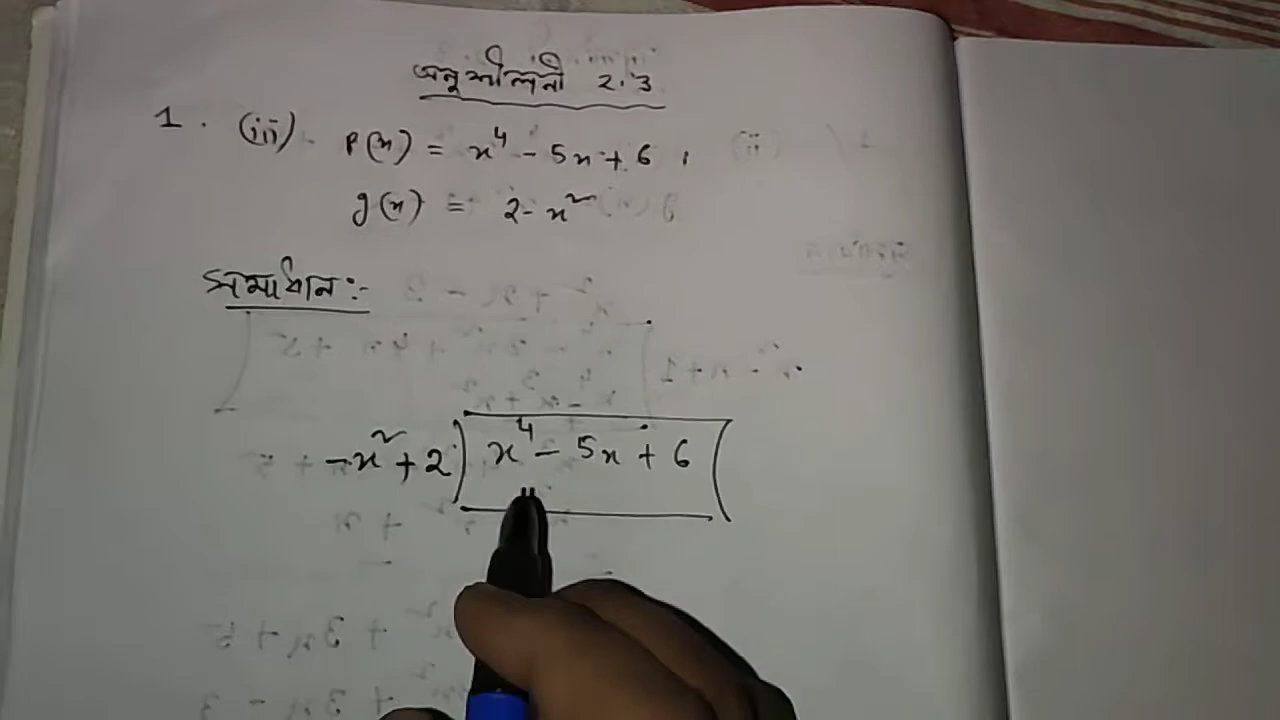 অনুশীলনী 2.3
1. (iii) P(x) = x⁴ - 5x + 6,
g(x) = 2 - x²
সমাধান :-
-x² + 2) x⁴ - 5x + 6 (